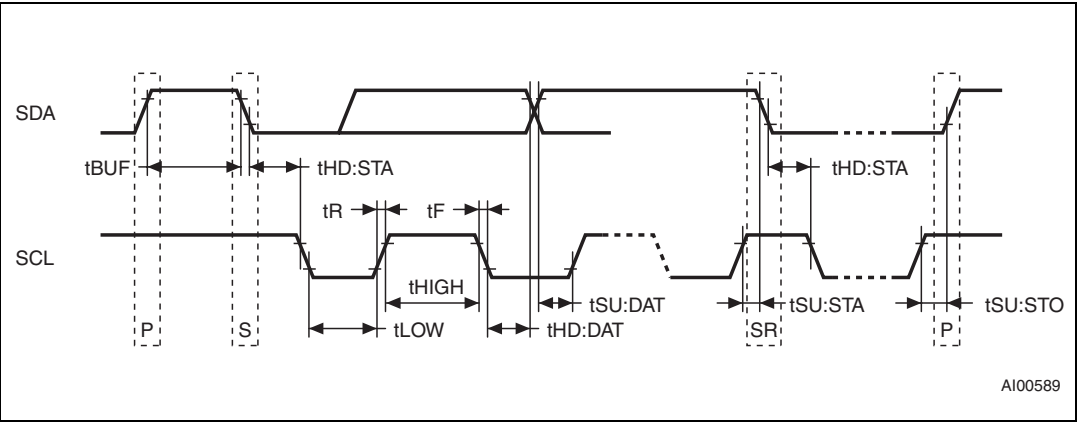 SDA
tBUF
tHD:STA
tHD:STA
tR
tF
SCL
tHIGH
tSU:DAT
tSU:STA
tSU:STO
P
S
tLOW
tHD:DAT
SR
P
AI00589